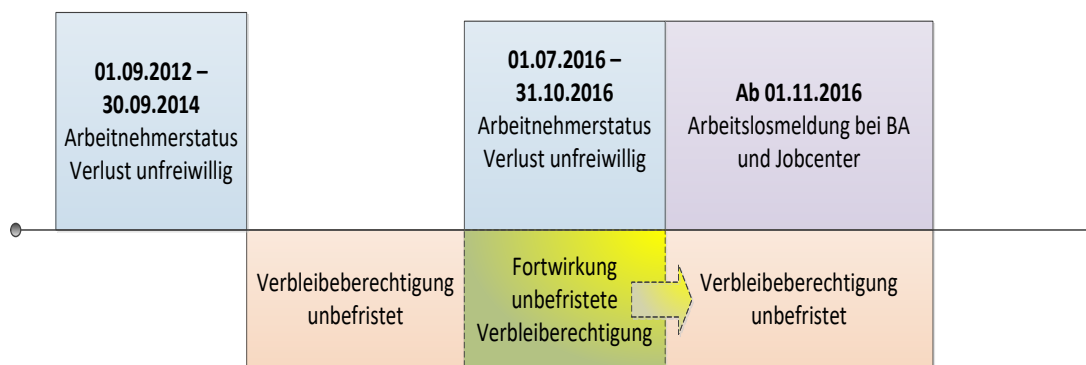 01.09.2012 –
30.09.2014
Arbeitnehmerstatus
Verlust unfreiwillig
01.07.2016 –
31.10.2016
Arbeitnehmerstatus
Verlust unfreiwillig
Ab 01.11.2016
Arbeitslosmeldung bei BA
und Jobcenter
Verbleibeberechtigung
unbefristet
Fortwirkung
unbefristete
Verbleiberechtigung
Verbleibeberechtigung
unbefristet